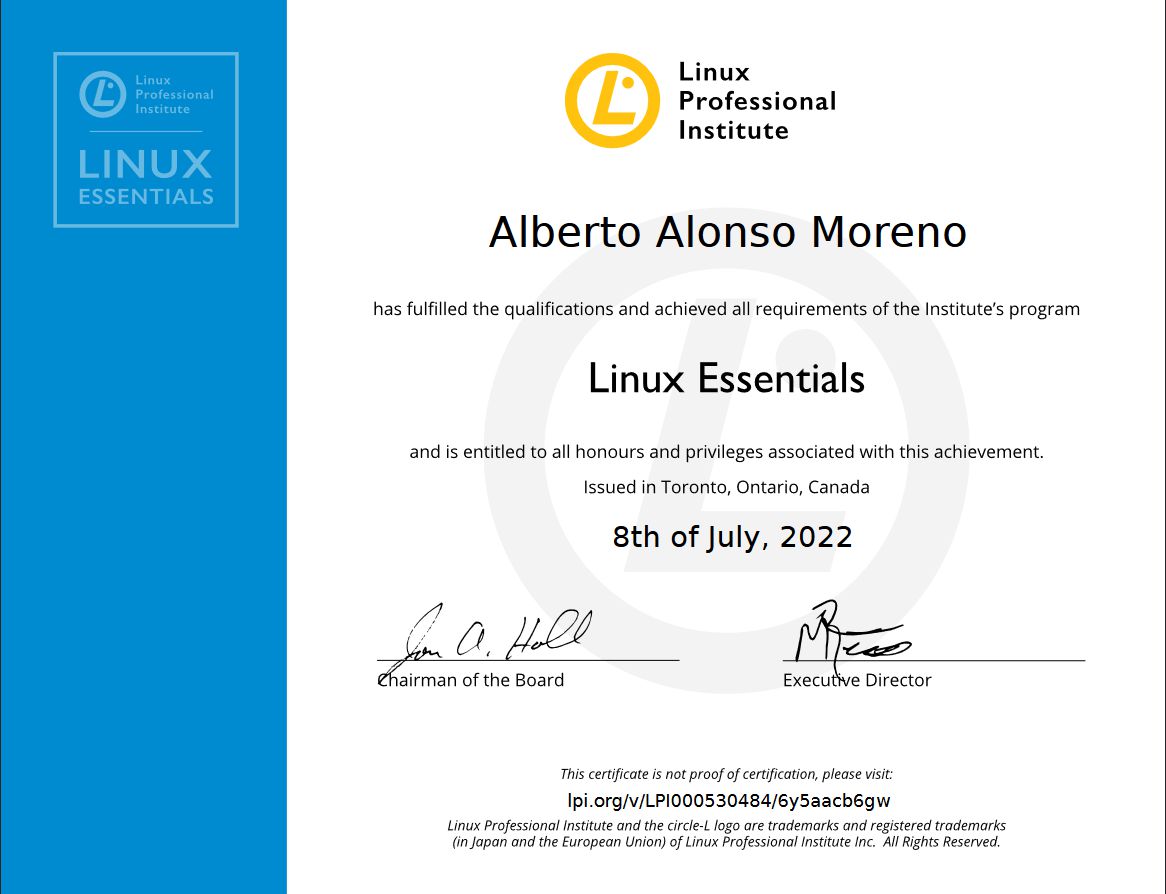 Linux
Professional
Institute
LINUX
ESSENTIALS
Linux
Professional
Institute
Alberto Alonso Moreno
has fulfilled the qualifications and achieved all requirements of the Institute's program
Linux Essentials
and is entitled to all honours and privileges associated with this achievement.
Issued in Toronto, Ontario, Canada
8th of July, 2022
Jon A. Hall
Chairman of the Board
Executive Director
This certificate is not proof of certification, please visit:
lpi.org/v/LPI000530484/6y5aacb6gw
Linux Professional Institute and the circle-L logo are trademarks and registered trademarks
(in Japan and the European Union) of Linux Professional Institute Inc. All Rights Reserved.